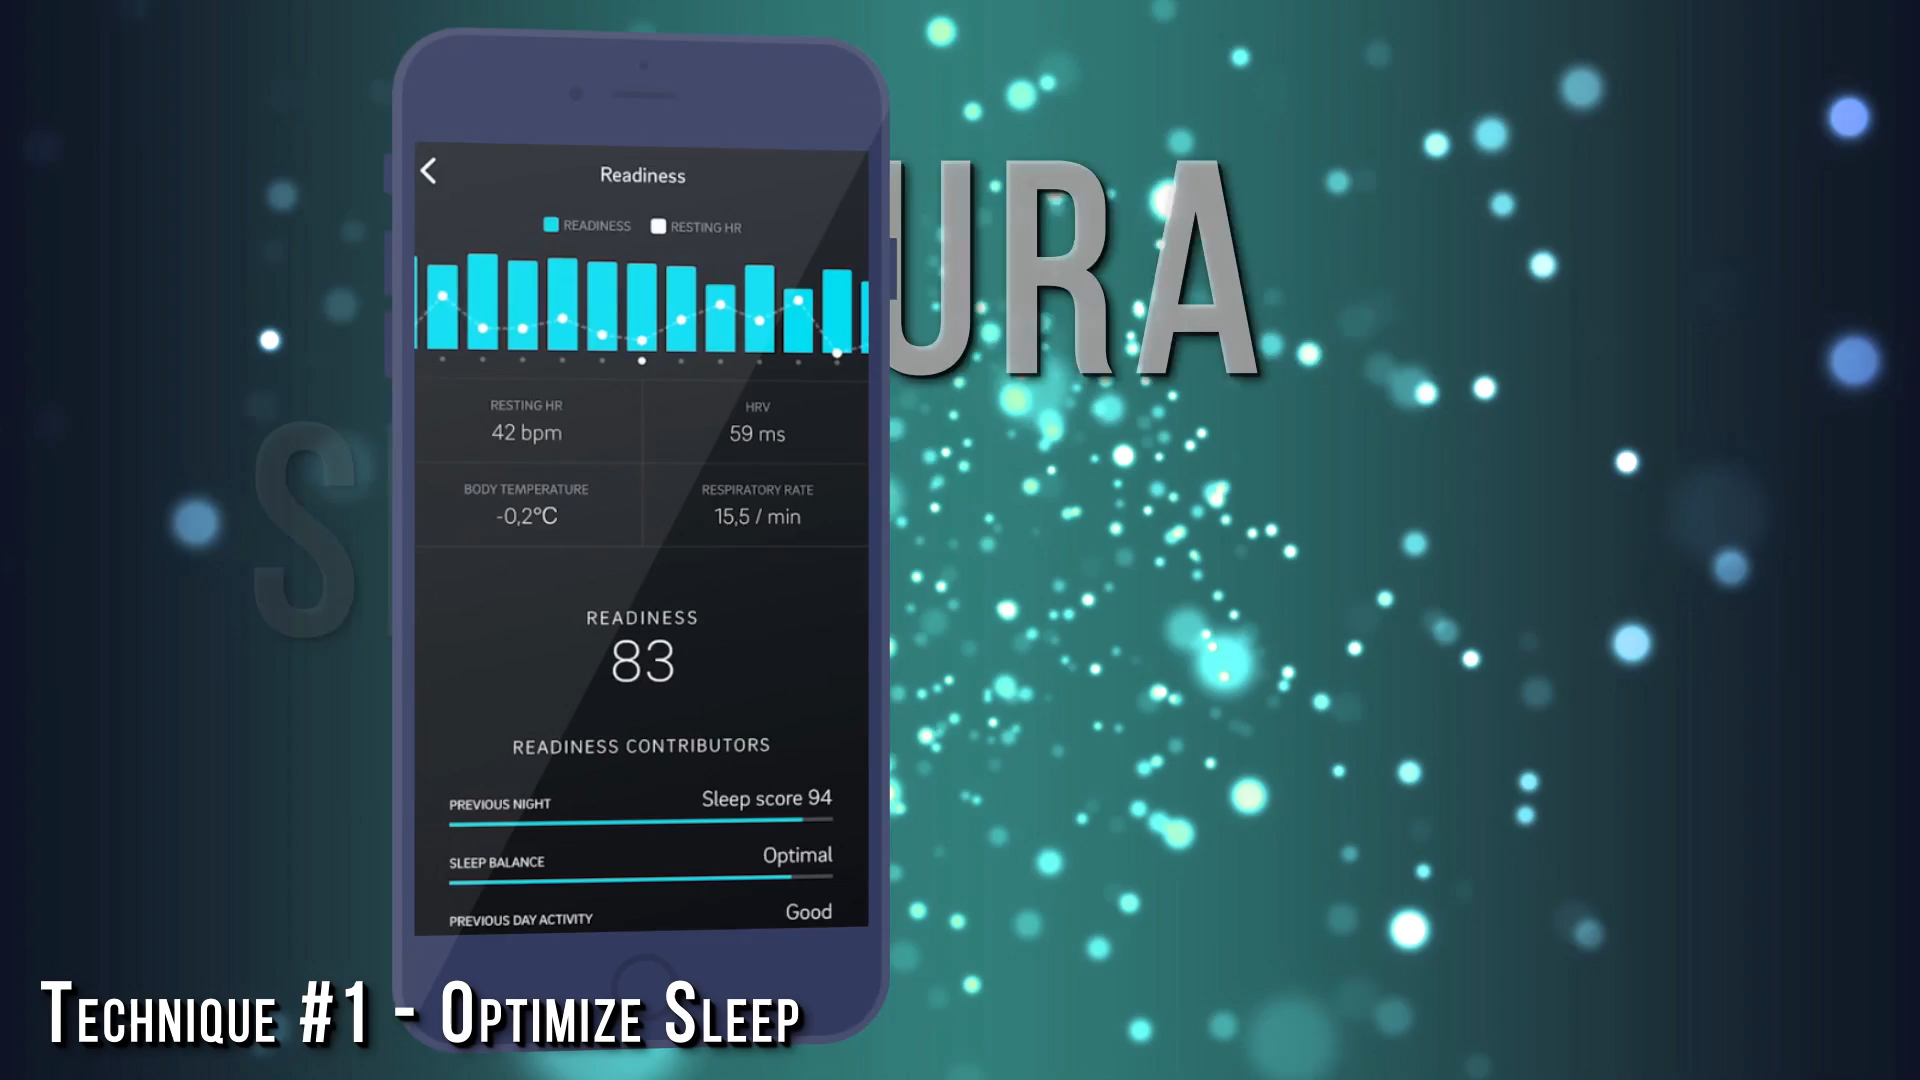 Readiness
READINESS RESTING HR
URA
RESTING HR HRV
42 bpm 59 ms
BODY TEMPERATURE RESPIRATORY RATE
-0,2°C 15,5 / min
READINESS
83
READINESS CONTRIBUTORS
PREVIOUS NIGHT Sleep score 94
SLEEP BALANCE Optimal
PREVIOUS DAY ACTIVITY Good
Technique #1 - Optimize Sleep